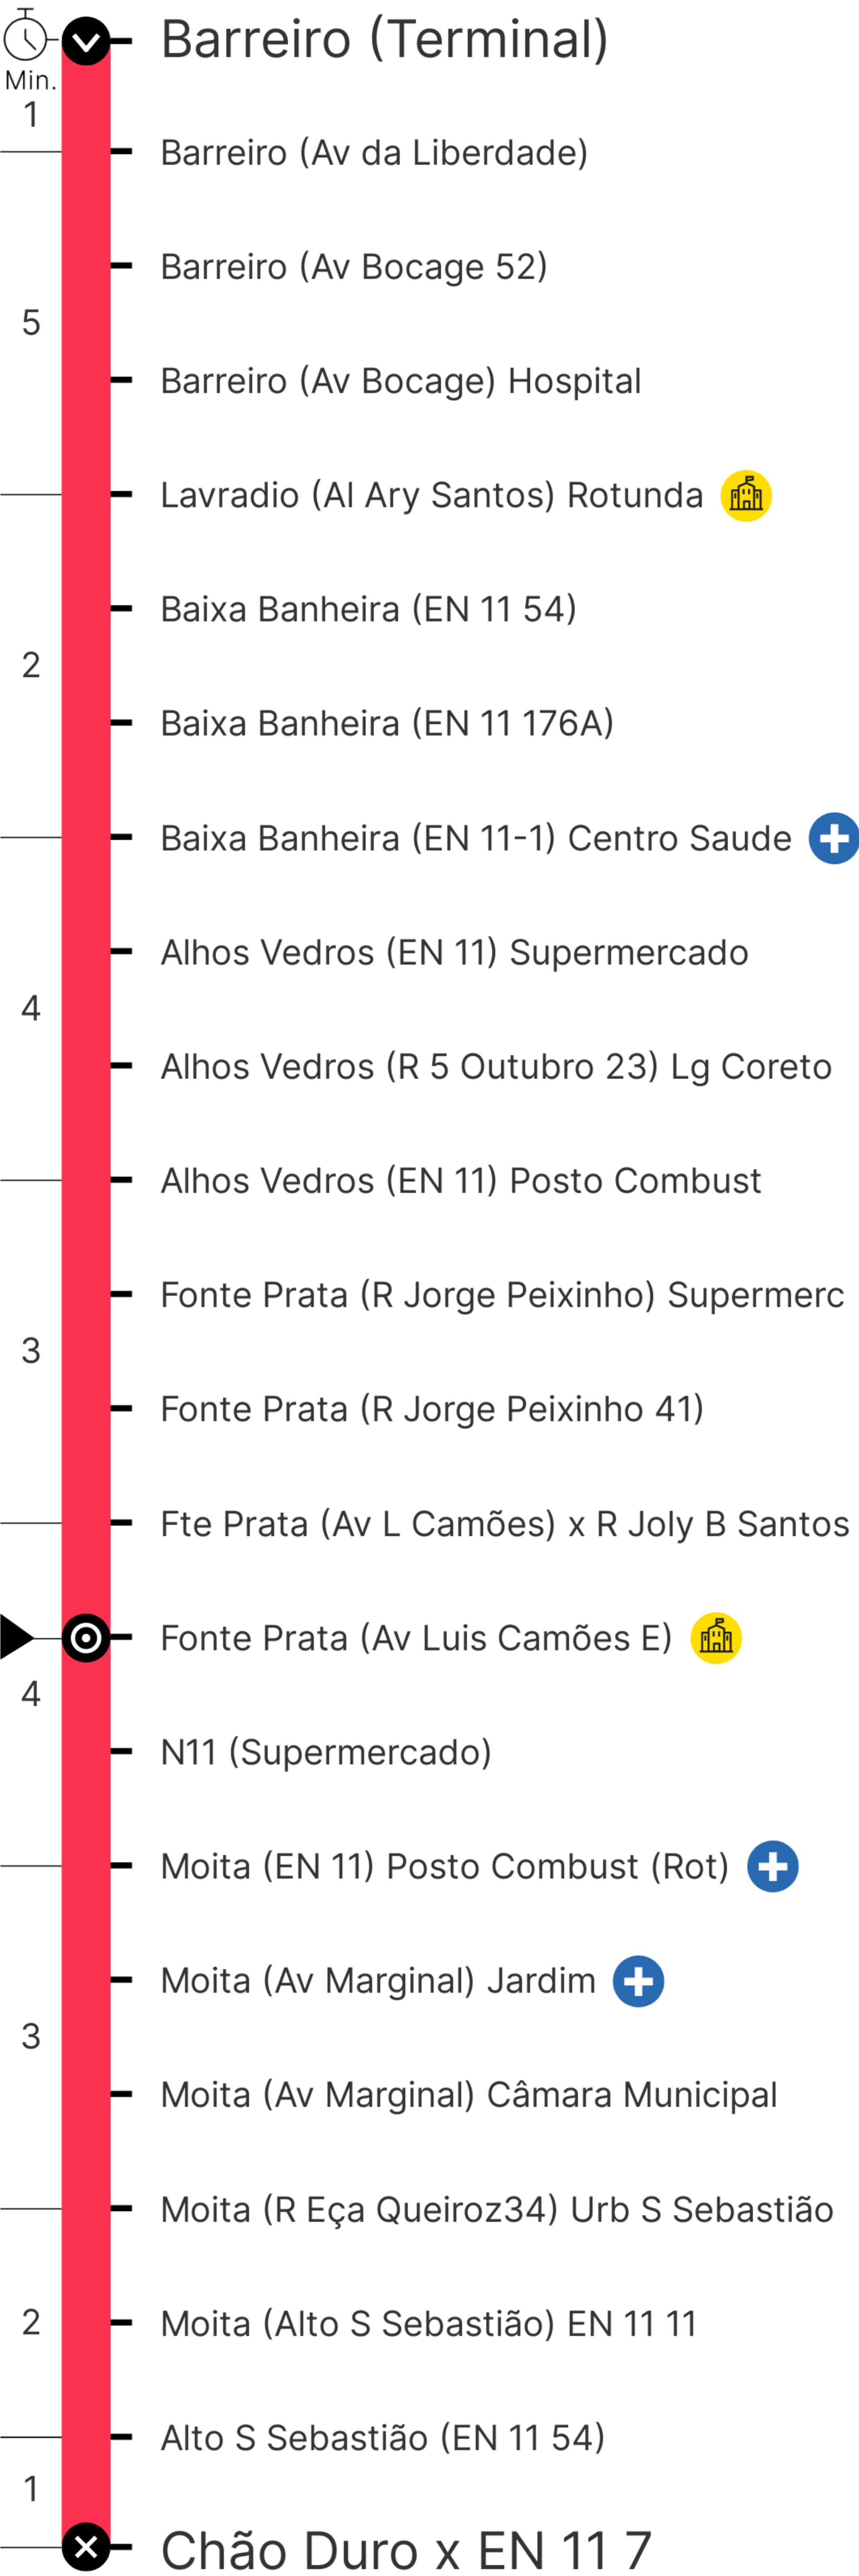 Barreiro (Terminal)
Min.
1
Barreiro (Av da Liberdade)
Barreiro (Av Bocage 52)
5
Barreiro (Av Bocage) Hospital
Lavradio (Al Ary Santos) Rotunda
Baixa Banheira (EN 11 54)
2
Baixa Banheira (EN 11 176A)
Baixa Banheira (EN 11-1) Centro Saude
Alhos Vedros (EN 11) Supermercado
4
Alhos Vedros (R 5 Outubro 23) Lg Coreto
Alhos Vedros (EN 11) Posto Combust
Fonte Prata (R Jorge Peixinho) Supermerc
3
Fonte Prata (R Jorge Peixinho 41)
Fte Prata (Av L Camões) x R Joly B Santos
Fonte Prata (Av Luis Camões E)
4
N11 (Supermercado)
Moita (EN 11) Posto Combust (Rot)
Moita (Av Marginal) Jardim
3
Moita (Av Marginal) Câmara Municipal
Moita (R Eça Queiroz34) Urb S Sebastião
2
Moita (Alto S Sebastião) EN 11 11
Alto S Sebastião (EN 11 54)
1
Chão Duro x EN 11 7